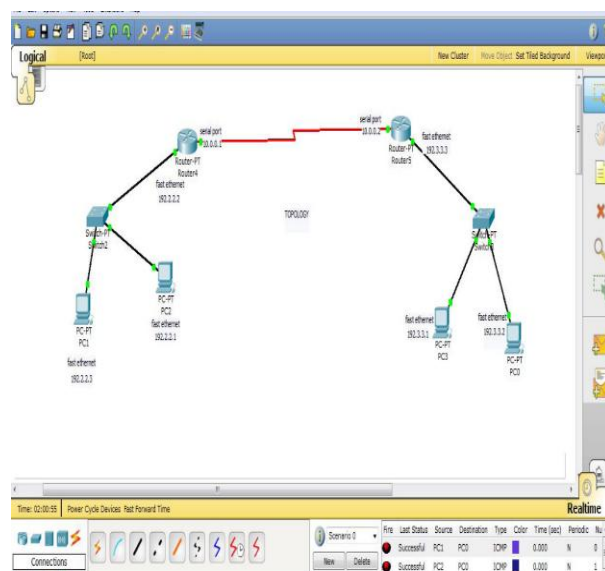 Logical
[Root]
New Cluster
Move Object
Set Tiled Background
Viewport
serial port
10.0.0.1
Router-PT
Router4
serial port
10.0.0.2
Router-PT
Router5
fast ethernet
192.3.3.3
fast ethernet
192.2.2.2
TOPOLOGY
Switch-PT
Switch2
Switch-PT
PC-PT
PC2
fast ethernet
192.2.2.1
PC-PT
PC1
fast ethernet
192.2.2.3
fast ethernet
192.3.3.1
PC-PT
PC3
fast ethernet
192.3.3.2
PC-PT
PC0
Time: 02:00:55
Power Cycle Devices Fast Forward Time
Realtime
Connections
Scenario 0
New
Delete
Fire Last Status Source Destination Type Color Time (sec) Periodic Nu
Successful PC1 PC0 ICMP 0.000 N 0
Successful PC2 PC0 ICMP 0.000 N 1